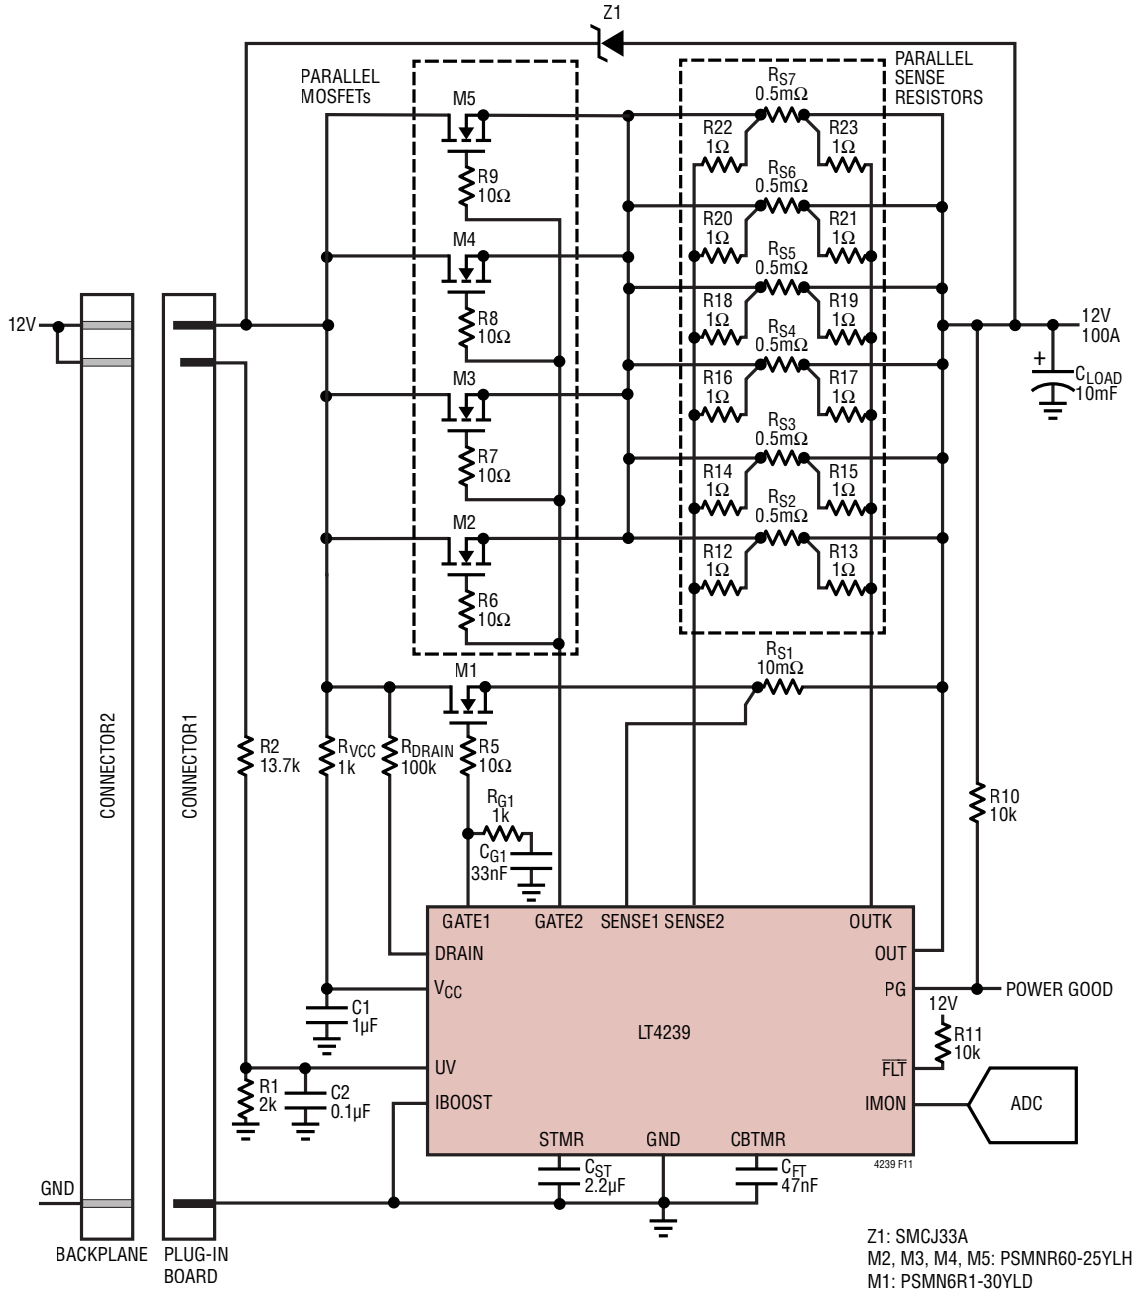 Z1
PARALLEL
MOSFETs
PARALLEL
SENSE
RESISTORS
M5
R9
10Ω
M4
R8
10Ω
M3
R7
10Ω
M2
R6
10Ω
RS7
0.5mΩ
R22
1Ω
R23
1Ω
RS6
0.5mΩ
R20
1Ω
R21
1Ω
RS5
0.5mΩ
R18
1Ω
R19
1Ω
RS4
0.5mΩ
R16
1Ω
R17
1Ω
RS3
0.5mΩ
R14
1Ω
R15
1Ω
RS2
0.5mΩ
R12
1Ω
R13
1Ω
12V
12V
100A
+
CLOAD
10mF
M1
RS1
10mΩ
CONNECTOR2
CONNECTOR1
R2
13.7k
RVCC
1k
RDRAIN
100k
R5
10Ω
RG1
1k
CG1
33nF
R10
10k
GATE1
GATE2
SENSE1
SENSE2
OUTK
DRAIN
OUT
VCC
PG
POWER GOOD
C1
1µF
LT4239
12V
R11
10k
UV
FLT
R1
2k
C2
0.1µF
IBOOST
IMON
ADC
STMR
GND
CBTMR
4239 F11
CST
2.2µF
CFT
47nF
GND
BACKPLANE
PLUG-IN
BOARD
Z1: SMCJ33A
M2, M3, M4, M5: PSMNR60-25YLH
M1: PSMN6R1-30YLD